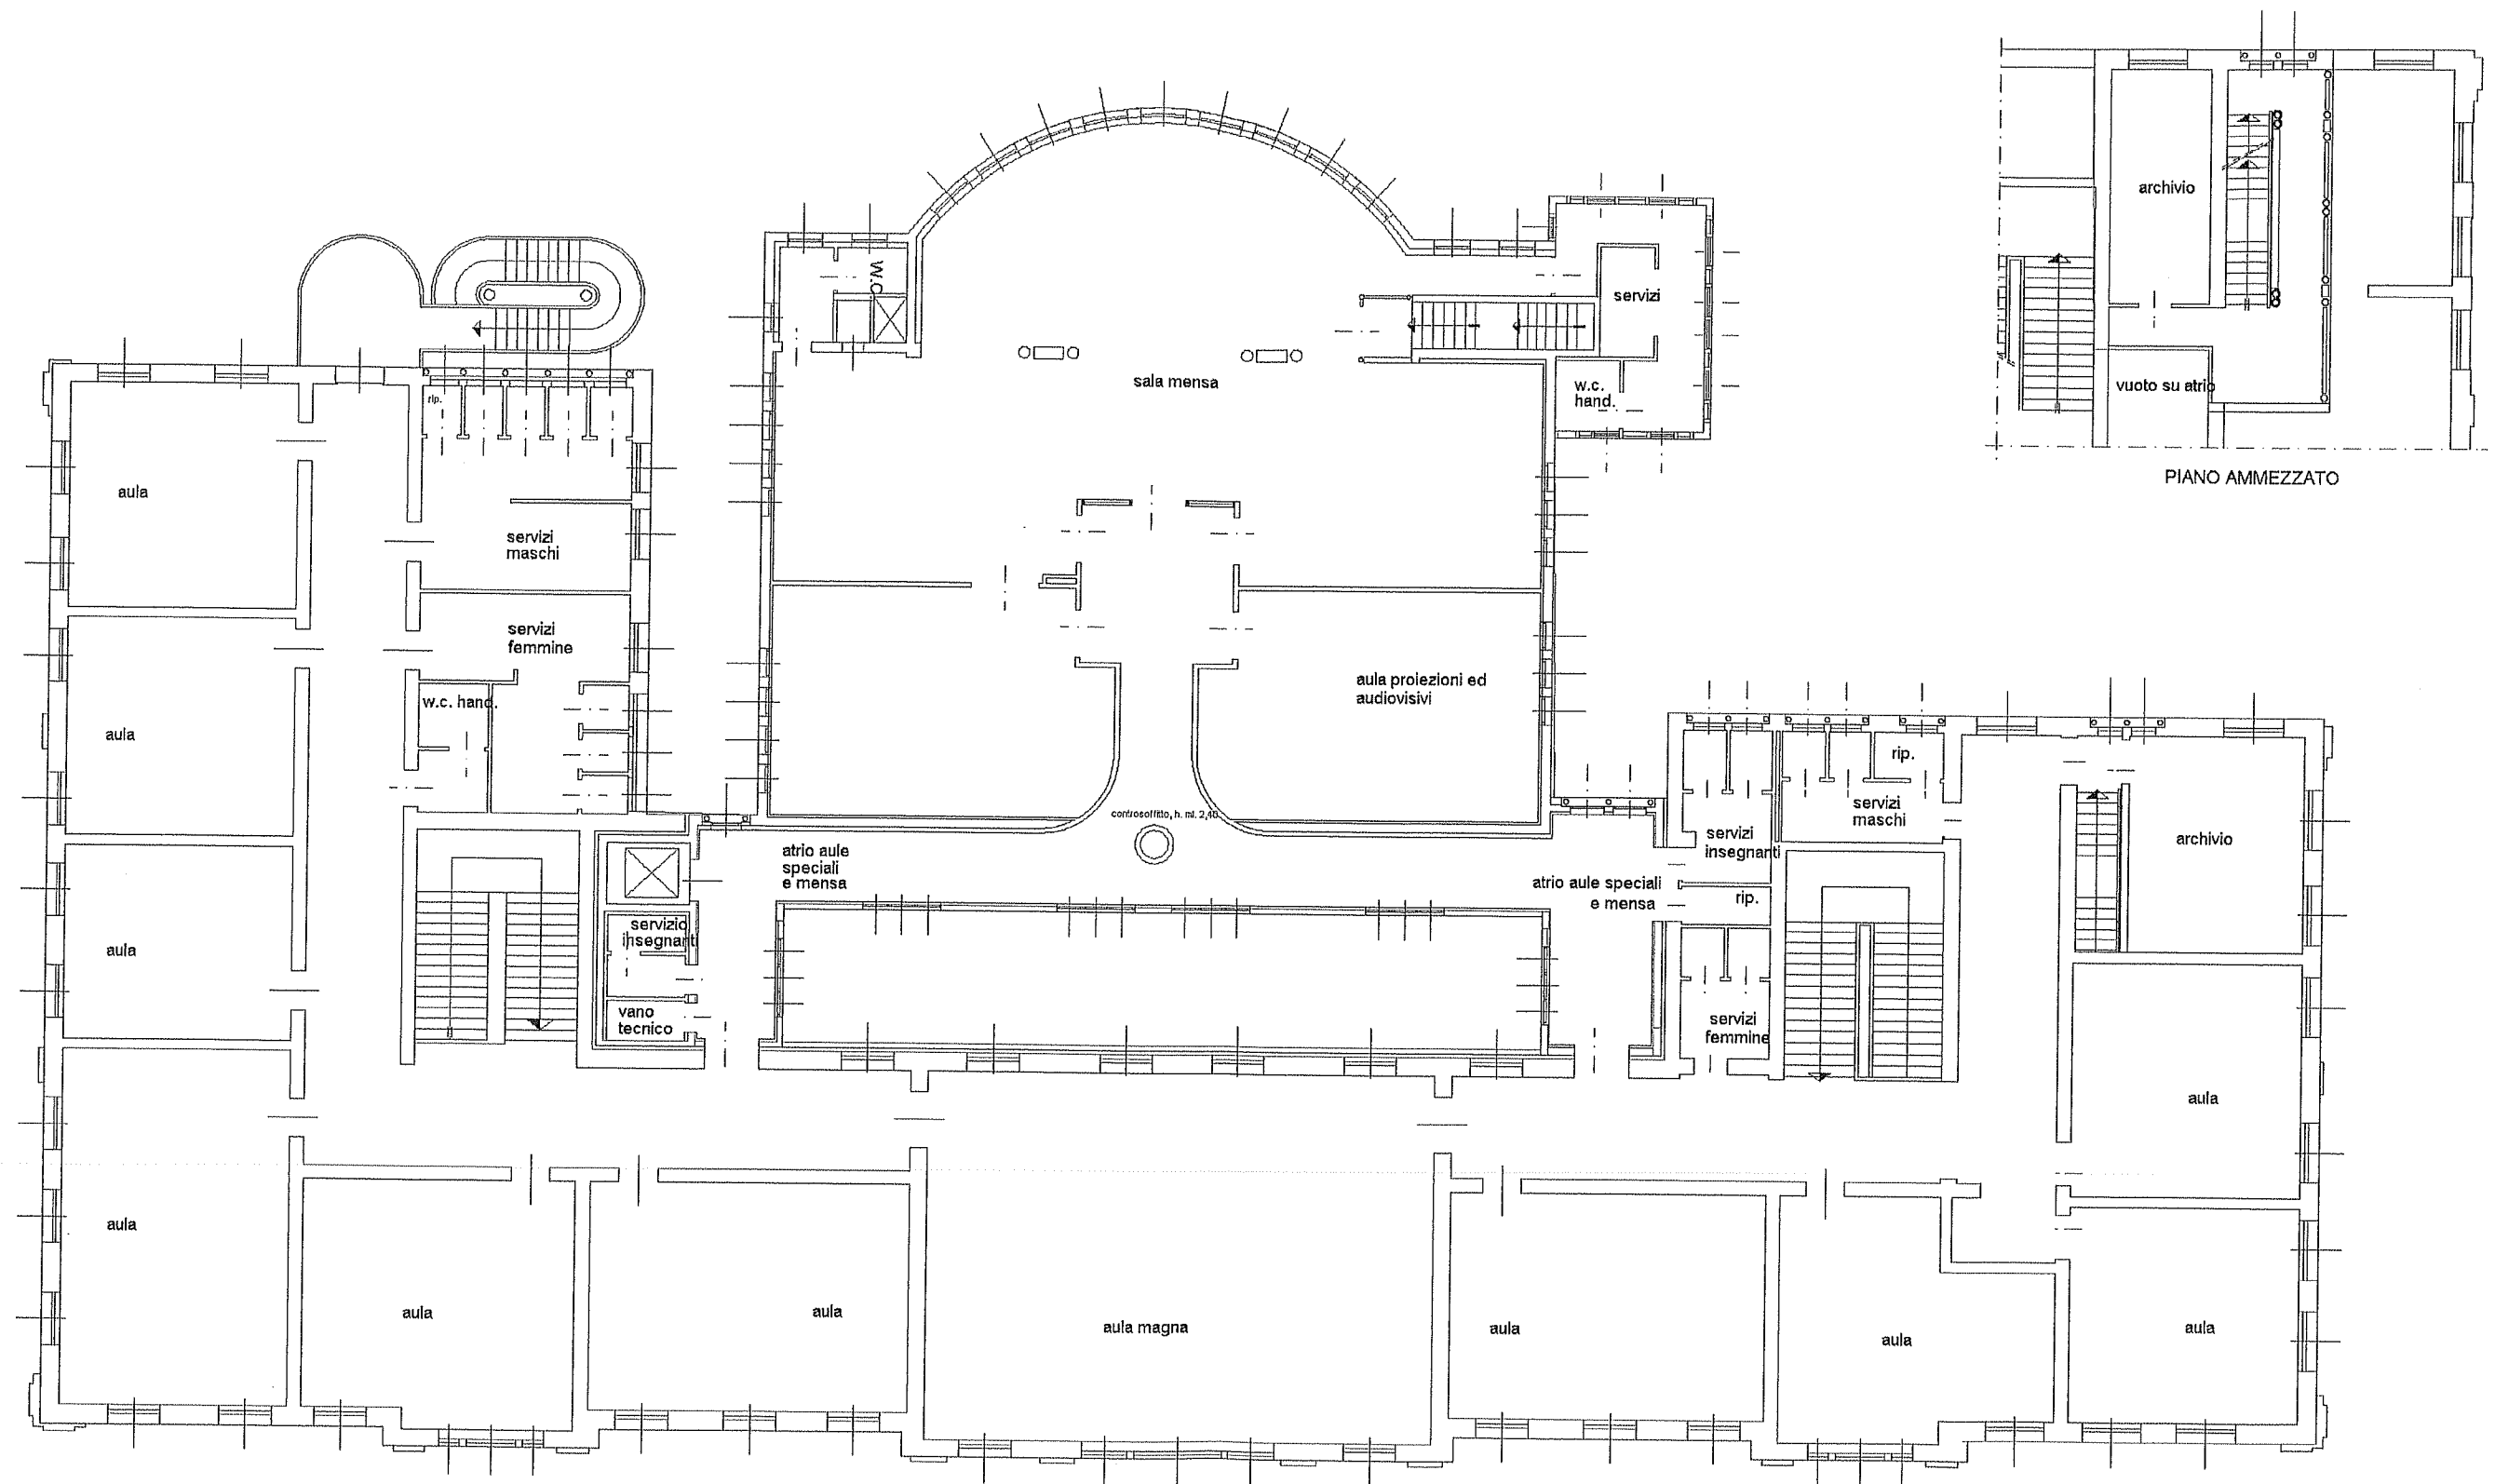 archivio
vuoto su atrio
PIANO AMMEZZATO
w.c.
servizi
sala mensa
w.c.
hand.
rip.
aula
servizi
maschi
servizi
femmine
w.c. hand.
aula
aula proiezioni ed
audiovisivi
rip.
servizi
maschi
controsoffitto, h. ml. 2,40
servizi
insegnanti
archivio
atrio aule
speciali
e mensa
atrio aule speciali
e mensa
rip.
aula
servizio
insegnanti
vano
tecnico
servizi
femmine
aula
aula
aula
aula
aula magna
aula
aula
aula